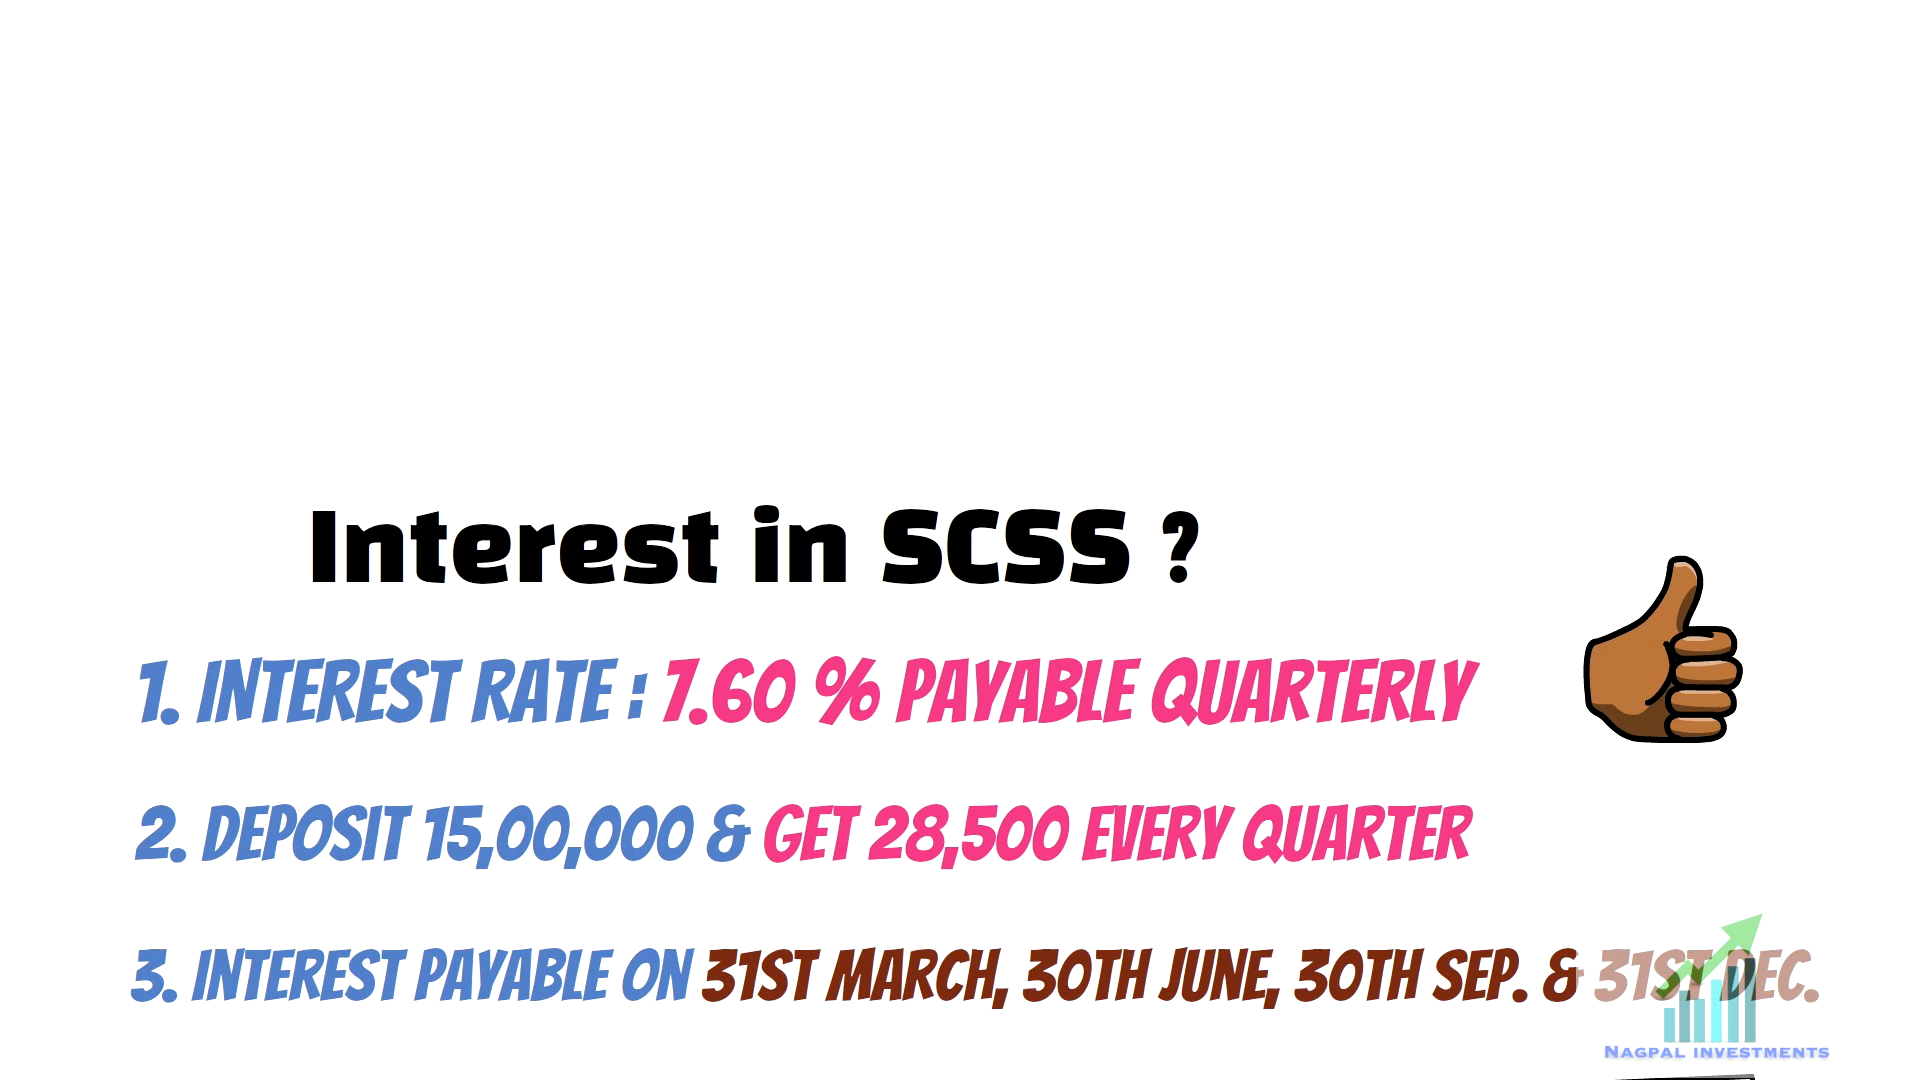 Interest in SCSS ?
1. INTEREST RATE : 7.60 % PAYABLE QUARTERLY
2. DEPOSIT 15,00,000 & GET 28,500 EVERY QUARTER
3. INTEREST PAYABLE ON 31ST MARCH, 30TH JUNE, 30TH SEP. & 31ST DEC.
NAGPAL INVESTMENTS